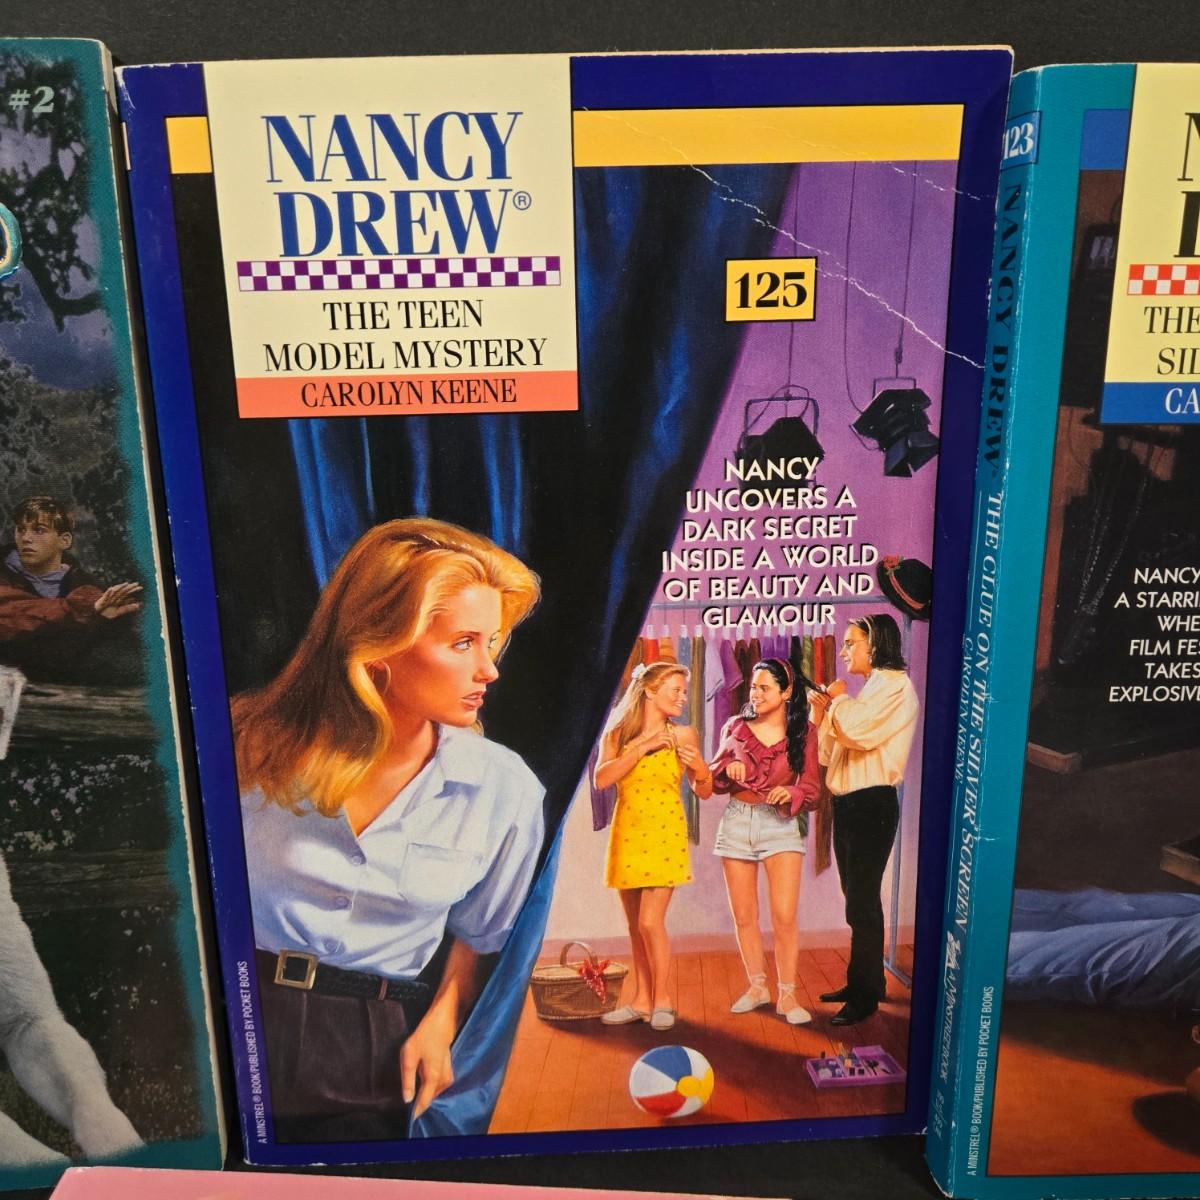 #2
NANCY
DREW®
THE TEEN
MODEL MYSTERY
CAROLYN KEENE
125
NANCY
UNCOVERS A
DARK SECRET
INSIDE A WORLD
OF BEAUTY AND
GLAMOUR
A MINSTREL® BOOK/PUBLISHED BY POCKET BOOKS
123
NANCY DREW THE CLUE ON THE SILVER SCREEN
CAROLYN KEENE
A MINSTREL BOOK
THE
SIL
CA
NANCY
A STARRI
WHE
FILM FES
TAKES
EXPLOSIV
A MINSTREL® BOOK/PUBLISHED BY POCKET BOOKS